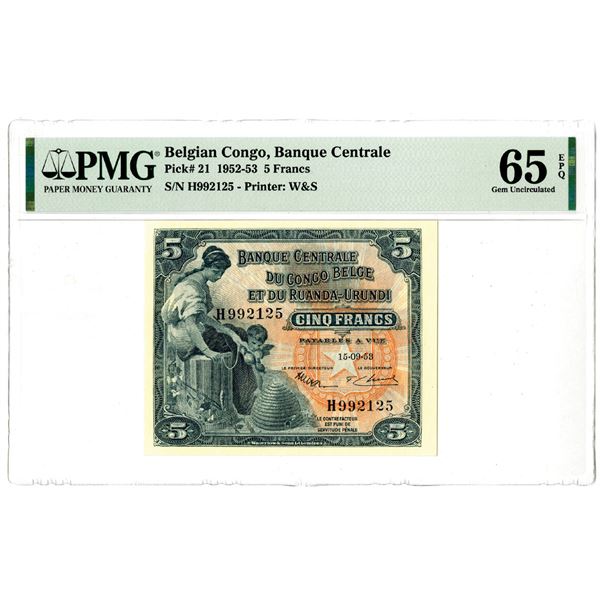 PMG
PAPER MONEY GUARANTY
Belgian Congo, Banque Centrale
Pick# 21 1952-53 5 Francs
S/N H992125 - Printer: W&S
65 EPQ
Gem Uncirculated
5 5
BANQUE CENTRALE
DU CONGO BELGE
ET DU RUANDA-URUNDI
H992125
CINQ FRANCS
PAYABLES A VUE
15-09-53
LE PREMIER DIRECTEUR LE GOUVERNEUR
H992125
LE CONTREFACTEUR
EST PUNI DE
SERVITUDE PÉNALE
5 5